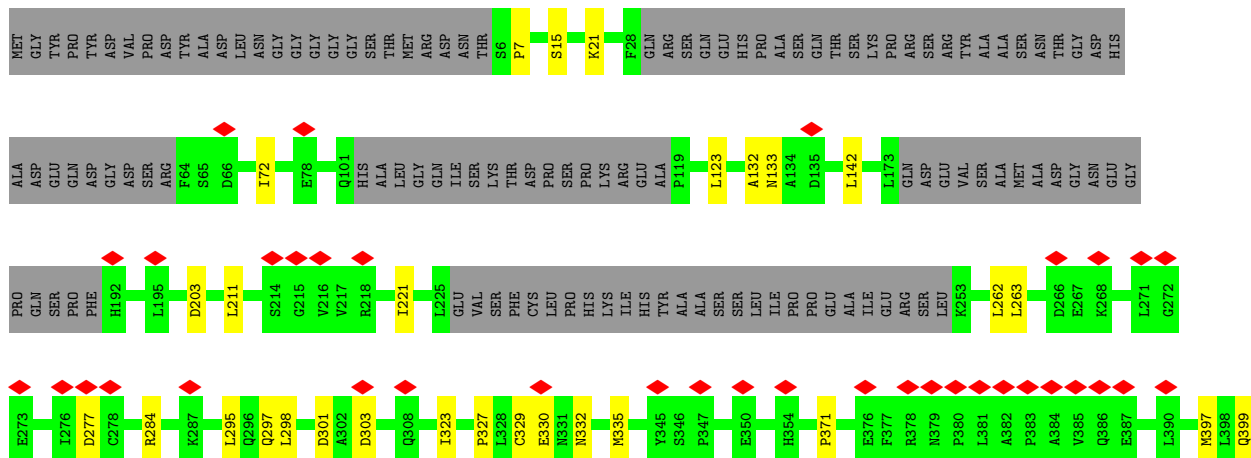 MET GLY TYR PRO TYR ASP VAL PRO ASP TYR ALA ASP LEU ASN GLY GLY GLY GLY GLY SER THR MET ARG ASP ASN THR S6 P7 S15 K21 F28 GLN ARG SER GLN GLU HIS PRO ALA SER GLN THR SER LYS PRO ARG SER ARG TYR ALA ALA SER ASN THR GLY ASP HIS
ALA ASP GLU GLN ASP GLY ASP SER ARG F64 S65 D66 I72 E78 Q101 HIS ALA LEU GLY GLN ILE SER LYS THR ASP PRO SER PRO LYS ARG GLU ALA P119 L123 A132 N133 A134 D135 L142 L173 GLN ASP GLU VAL SER ALA MET ALA ASP GLY ASN GLU GLY
PRO GLN SER PRO PHE H192 L195 D203 L211 S214 G215 V216 V217 R218 I221 L225 GLU VAL SER PHE CYS LEU PRO HIS LYS ILE HIS TYR ALA ALA SER SER LEU ILE PRO PRO GLU ALA ILE GLU ARG SER LEU K253 L262 L263 D266 E267 K268 L271 G272
E273 I276 D277 C278 R284 K287 L295 Q296 Q297 L298 D301 A302 D303 Q308 I323 P327 L328 C329 E330 N331 N332 M335 Y345 S346 P347 E350 H354 P371 E376 F377 R378 N379 P380 L381 A382 P383 A384 V385 Q386 E387 L390 M397 L398 Q399